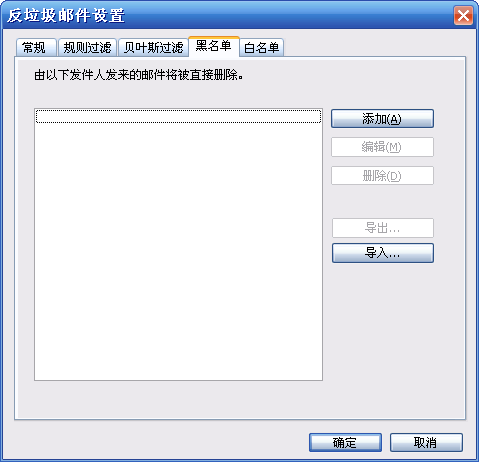 反垃圾邮件设置
常规 规则过滤 贝叶斯过滤 黑名单 白名单
由以下发件人发来的邮件将被直接删除。
添加(A)
编辑(M)
删除(D)
导出...
导入...
确定 取消